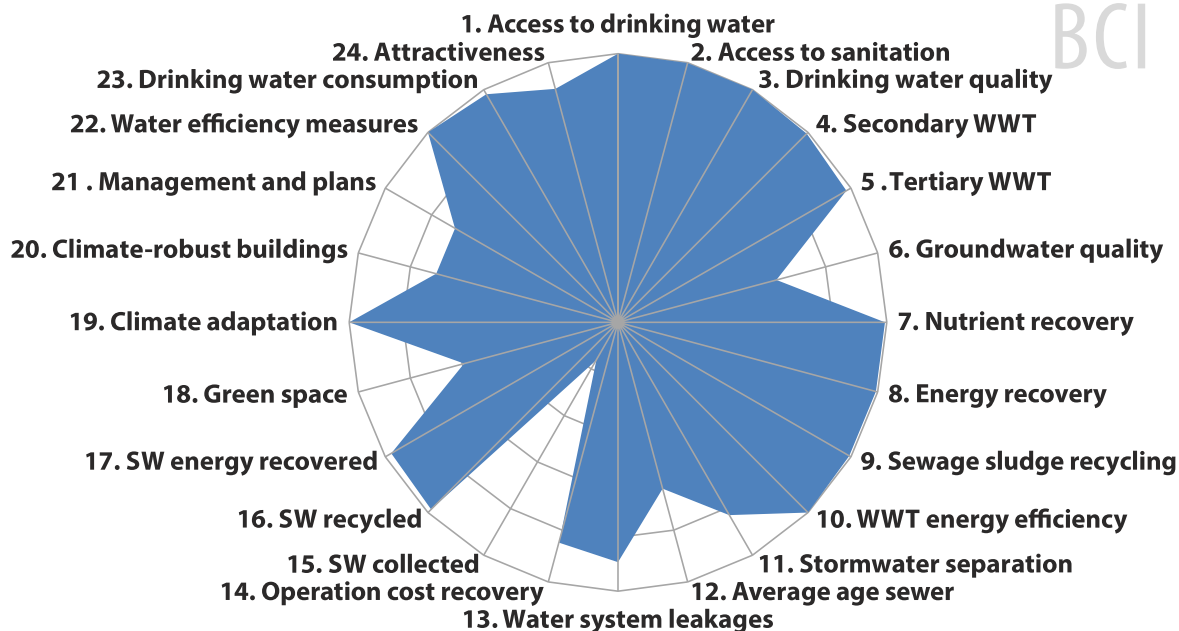 BCI
1. Access to drinking water
2. Access to sanitation
3. Drinking water quality
4. Secondary WWT
5 .Tertiary WWT
6. Groundwater quality
7. Nutrient recovery
8. Energy recovery
9. Sewage sludge recycling
10. WWT energy efficiency
11. Stormwater separation
12. Average age sewer
13. Water system leakages
14. Operation cost recovery
15. SW collected
16. SW recycled
17. SW energy recovered
18. Green space
19. Climate adaptation
20. Climate-robust buildings
21 . Management and plans
22. Water efficiency measures
23. Drinking water consumption
24. Attractiveness